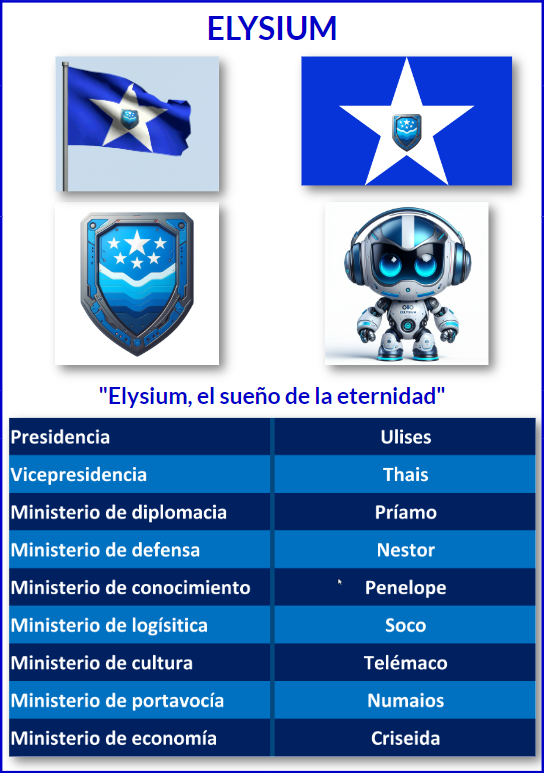 ELYSIUM
"Elysium, el sueño de la eternidad"
Presidencia Ulises
Vicepresidencia Thais
Ministerio de diplomacia Príamo
Ministerio de defensa Nestor
Ministerio de conocimiento Penelope
Ministerio de logísitica Soco
Ministerio de cultura Telémaco
Ministerio de portavocía Numaios
Ministerio de economía Criseida